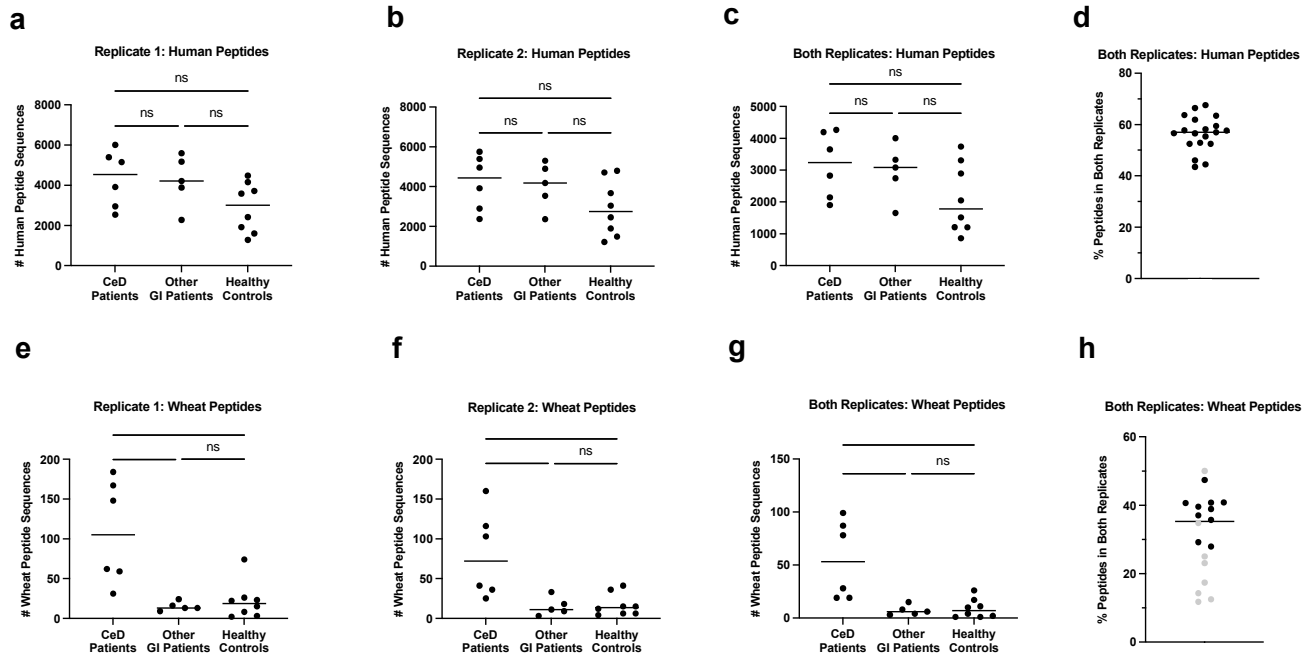 a
Replicate 1: Human Peptides
ns
ns
ns
8000
6000
4000
2000
0
# Human Peptide Sequences
CeD
Patients
Other
GI Patients
Healthy
Controls
b
Replicate 2: Human Peptides
ns
ns
ns
8000
6000
4000
2000
0
# Human Peptide Sequences
CeD
Patients
Other
GI Patients
Healthy
Controls
c
Both Replicates: Human Peptides
ns
ns
ns
5000
4000
3000
2000
1000
0
# Human Peptide Sequences
CeD
Patients
Other
GI Patients
Healthy
Controls
d
Both Replicates: Human Peptides
80
60
40
20
0
% Peptides in Both Replicates
e
Replicate 1: Wheat Peptides
ns
200
150
100
50
0
# Wheat Peptide Sequences
CeD
Patients
Other
GI Patients
Healthy
Controls
f
Replicate 2: Wheat Peptides
ns
200
150
100
50
0
# Wheat Peptide Sequences
CeD
Patients
Other
GI Patients
Healthy
Controls
g
Both Replicates: Wheat Peptides
ns
150
100
50
0
# Wheat Peptide Sequences
CeD
Patients
Other
GI Patients
Healthy
Controls
h
Both Replicates: Wheat Peptides
60
40
20
0
% Peptides in Both Replicates